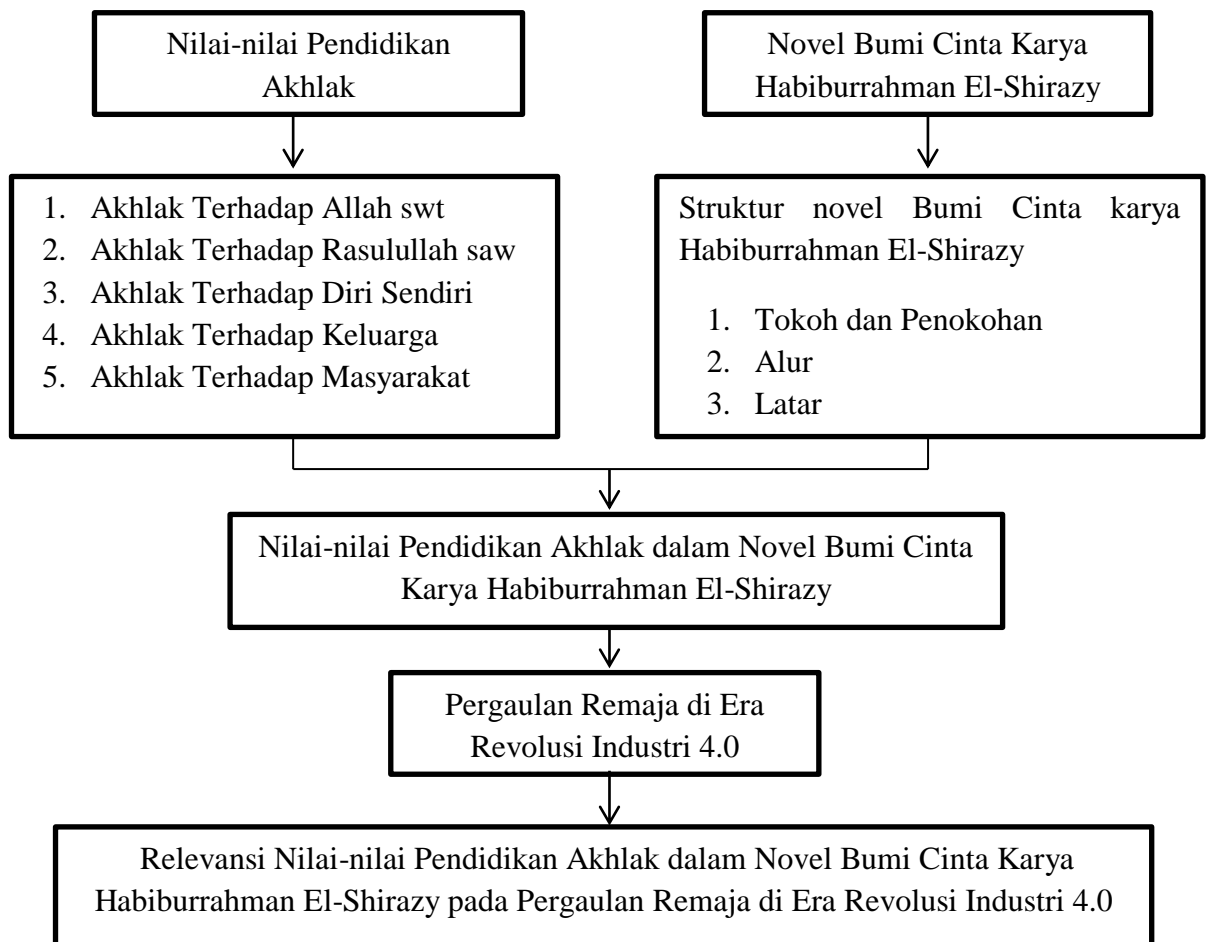 Nilai-nilai Pendidikan
Akhlak
Novel Bumi Cinta Karya
Habiburrahman El-Shirazy
1. Akhlak Terhadap Allah swt
2. Akhlak Terhadap Rasulullah saw
3. Akhlak Terhadap Diri Sendiri
4. Akhlak Terhadap Keluarga
5. Akhlak Terhadap Masyarakat
Struktur novel Bumi Cinta karya
Habiburrahman El-Shirazy
1. Tokoh dan Penokohan
2. Alur
3. Latar
Nilai-nilai Pendidikan Akhlak dalam Novel Bumi Cinta
Karya Habiburrahman El-Shirazy
Pergaulan Remaja di Era
Revolusi Industri 4.0
Relevansi Nilai-nilai Pendidikan Akhlak dalam Novel Bumi Cinta Karya
Habiburrahman El-Shirazy pada Pergaulan Remaja di Era Revolusi Industri 4.0